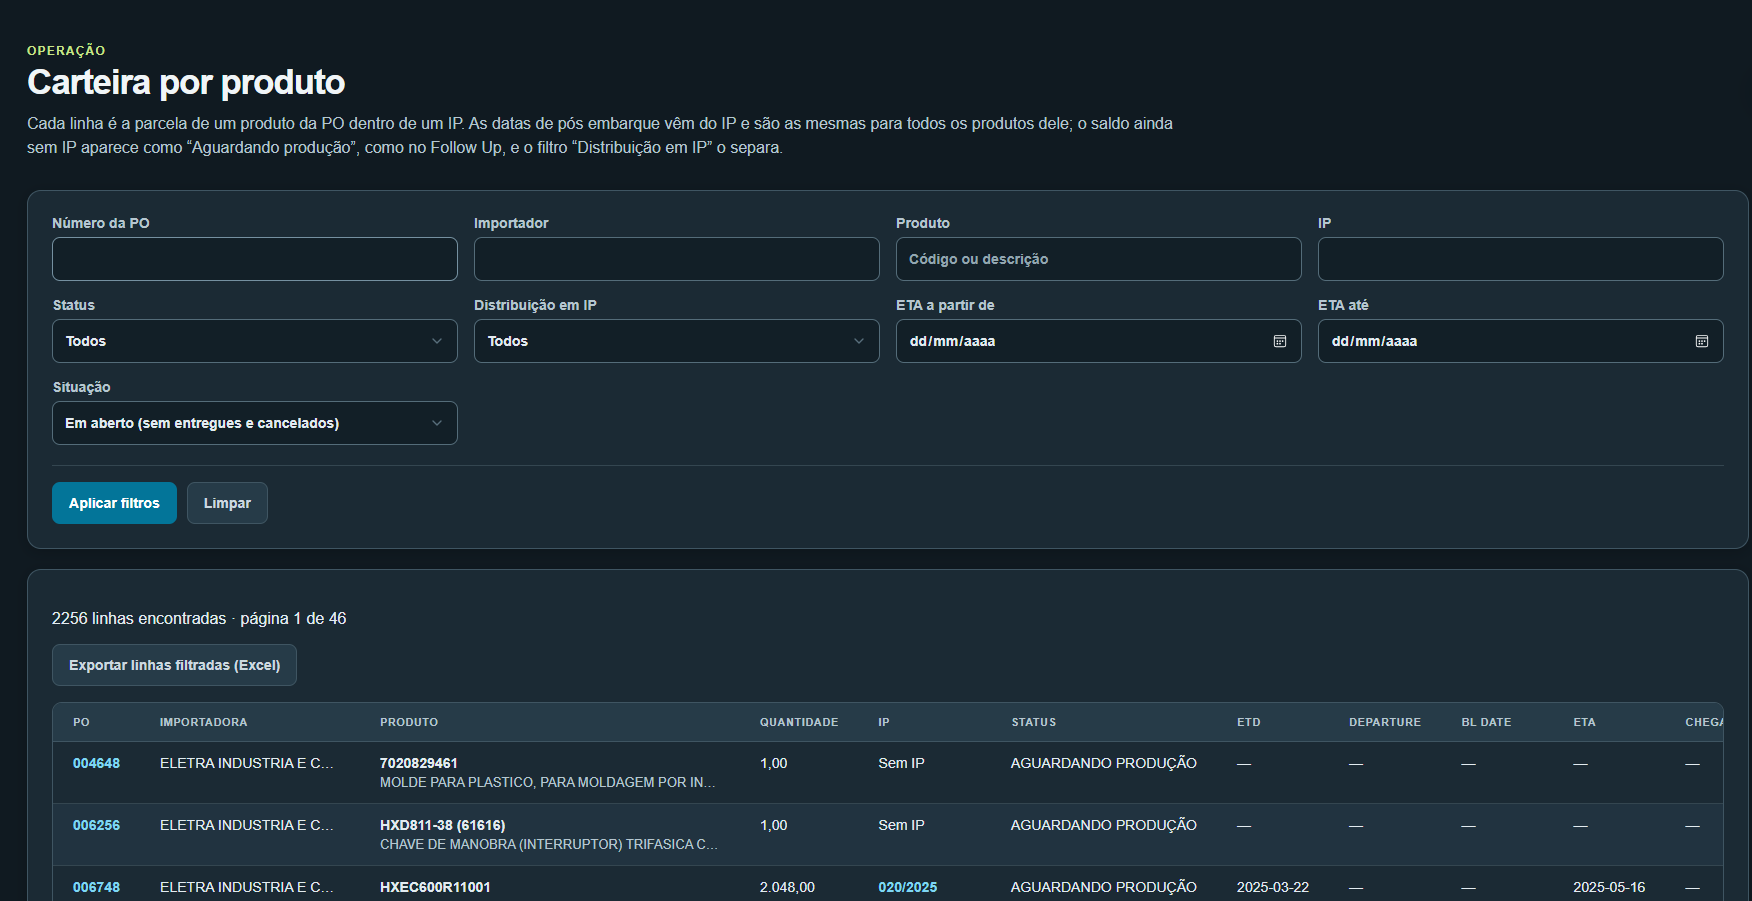 OPERAÇÃO
Carteira por produto
Cada linha é a parcela de um produto da PO dentro de um IP. As datas de pós embarque vêm do IP e são as mesmas para todos os produtos dele; o saldo ainda
sem IP aparece como “Aguardando produção”, como no Follow Up, e o filtro “Distribuição em IP” o separa.
Número da PO Importador Produto IP
Código ou descrição
Status Distribuição em IP ETA a partir de ETA até
Todos Todos dd/mm/aaaa dd/mm/aaaa
Situação
Em aberto (sem entregues e cancelados)
Aplicar filtros Limpar
2256 linhas encontradas · página 1 de 46
Exportar linhas filtradas (Excel)
PO IMPORTADORA PRODUTO QUANTIDADE IP STATUS ETD DEPARTURE BL DATE ETA CHEGA
004648 ELETRA INDUSTRIA E C... 7020829461 1,00 Sem IP AGUARDANDO PRODUÇÃO — — — — —
MOLDE PARA PLASTICO, PARA MOLDAGEM POR IN...
006256 ELETRA INDUSTRIA E C... HXD811-38 (61616) 1,00 Sem IP AGUARDANDO PRODUÇÃO — — — — —
CHAVE DE MANOBRA (INTERRUPTOR) TRIFASICA C...
006748 ELETRA INDUSTRIA E C... HXEC600R11001 2.048,00 020/2025 AGUARDANDO PRODUÇÃO 2025-03-22 — — 2025-05-16 —